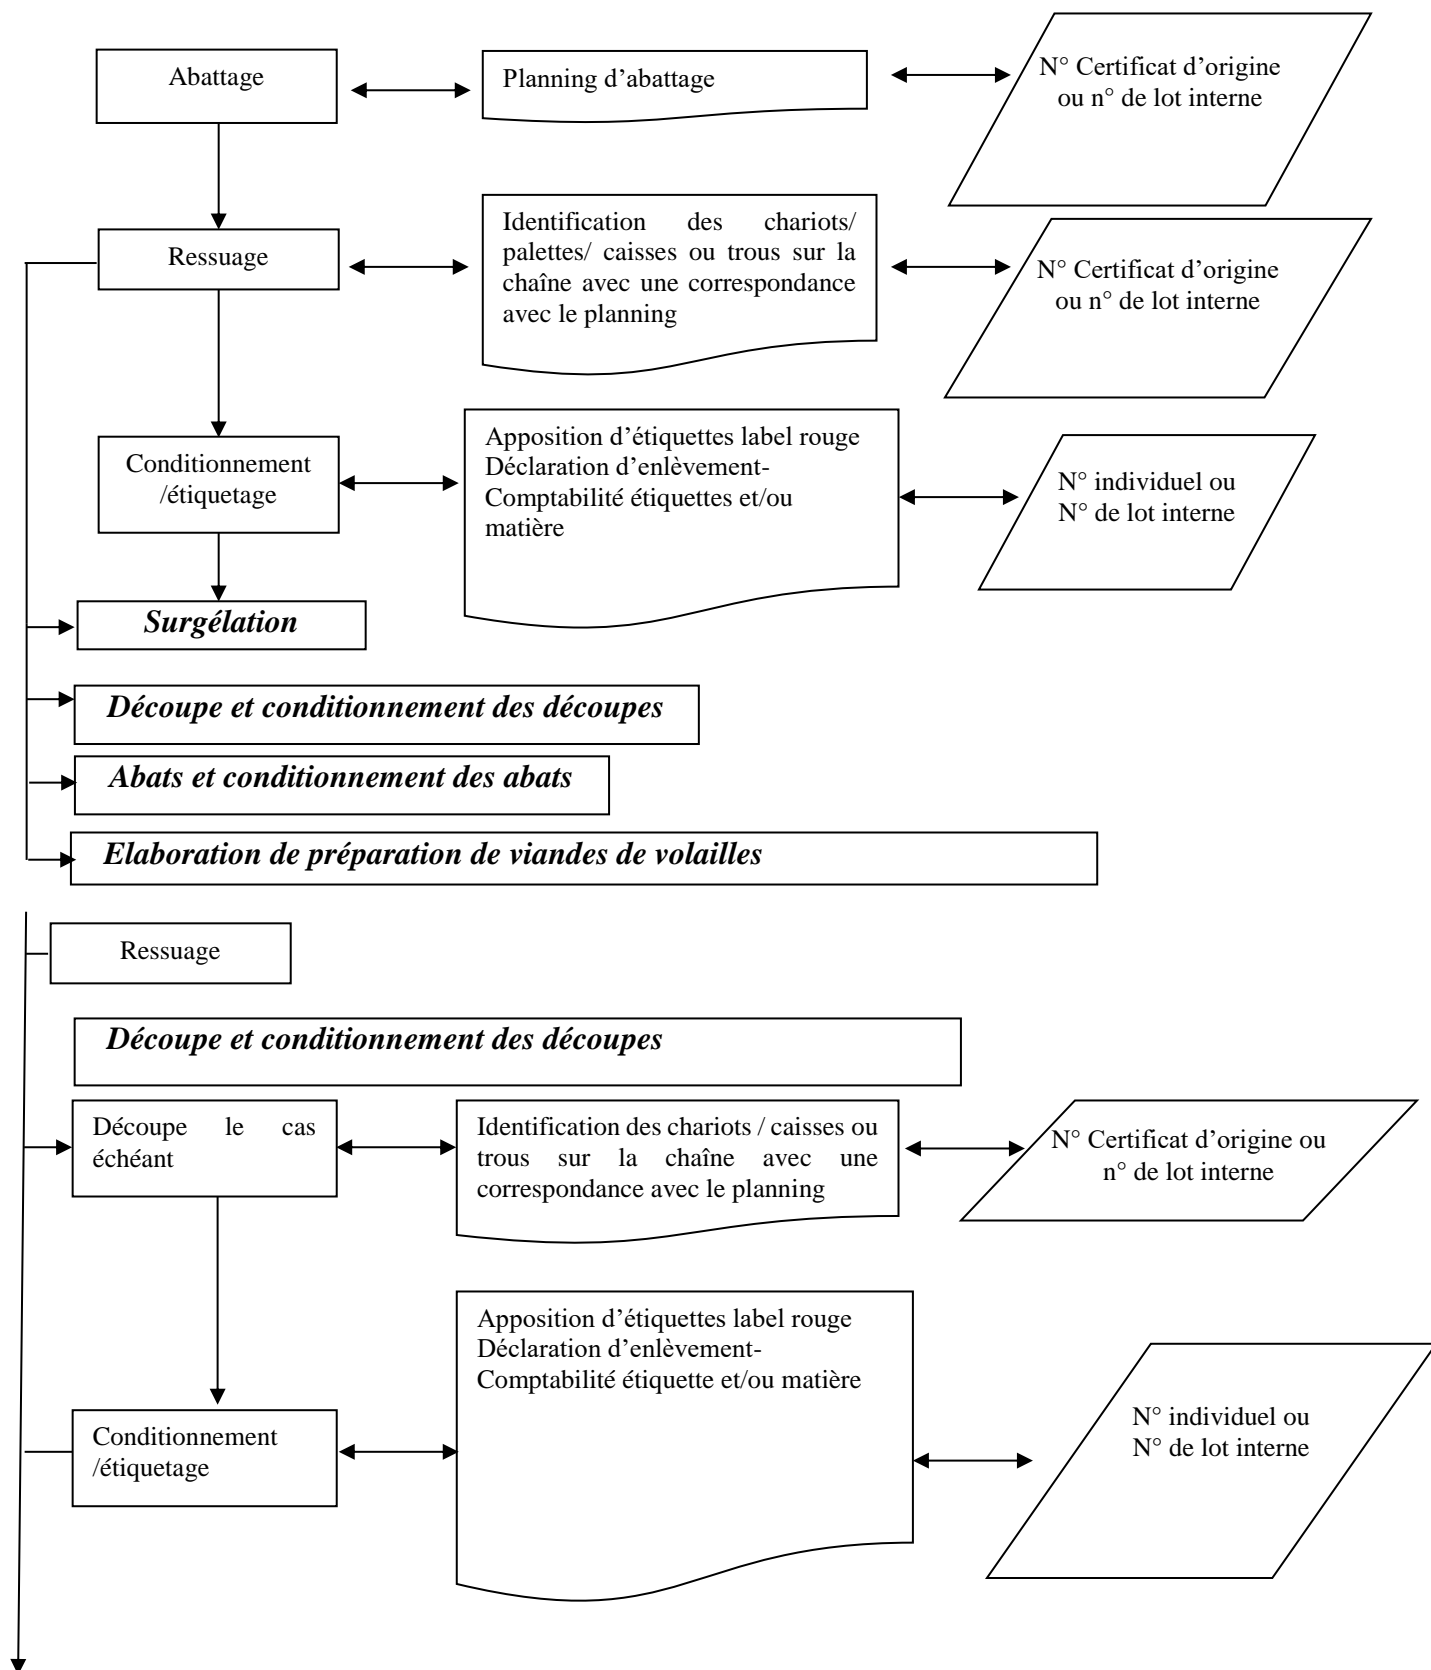 Abattage
Planning d’abattage
N° Certificat d’origine
ou n° de lot interne
Ressuage
Identification des chariots/
palettes/ caisses ou trous sur la
chaîne avec une correspondance
avec le planning
N° Certificat d’origine
ou n° de lot interne
Conditionnement
/étiquetage
Apposition d’étiquettes label rouge
Déclaration d’enlèvement-
Comptabilité étiquettes et/ou
matière
N° individuel ou
N° de lot interne
Surgélation
Découpe et conditionnement des découpes
Abats et conditionnement des abats
Elaboration de préparation de viandes de volailles
Ressuage
Découpe et conditionnement des découpes
Découpe le cas
échéant
Identification des chariots / caisses ou
trous sur la chaîne avec une
correspondance avec le planning
N° Certificat d’origine ou
n° de lot interne
Conditionnement
/étiquetage
Apposition d’étiquettes label rouge
Déclaration d’enlèvement-
Comptabilité étiquette et/ou matière
N° individuel ou
N° de lot interne